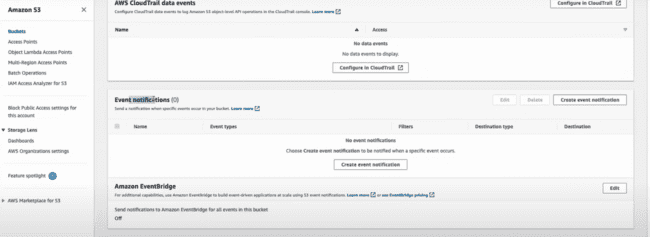 Amazon S3
Buckets
Access Points
Object Lambda Access Points
Multi-Region Access Points
Batch Operations
IAM Access Analyzer for S3
Block Public Access settings for
this account
Storage Lens
Dashboards
AWS Organizations settings
Feature spotlight
AWS Marketplace for S3
AWS CloudTrail data events
Configure CloudTrail data events to log Amazon S3 object-level API operations in the CloudTrail console. Learn more
Configure in CloudTrail
Name Access
No data events
No data events to display.
Configure in CloudTrail
Event notifications (0)
Send a notification when specific events occur in your bucket. Learn more
Edit Delete Create event notification
Name Event types Filters Destination type Destination
No event notifications
Choose Create event notification to be notified when a specific event occurs.
Create event notification
Amazon EventBridge
For additional capabilities, use Amazon EventBridge to build event-driven applications at scale using S3 event notifications. Learn more or see EventBridge pricing
Edit
Send notifications to Amazon EventBridge for all events in this bucket
Off